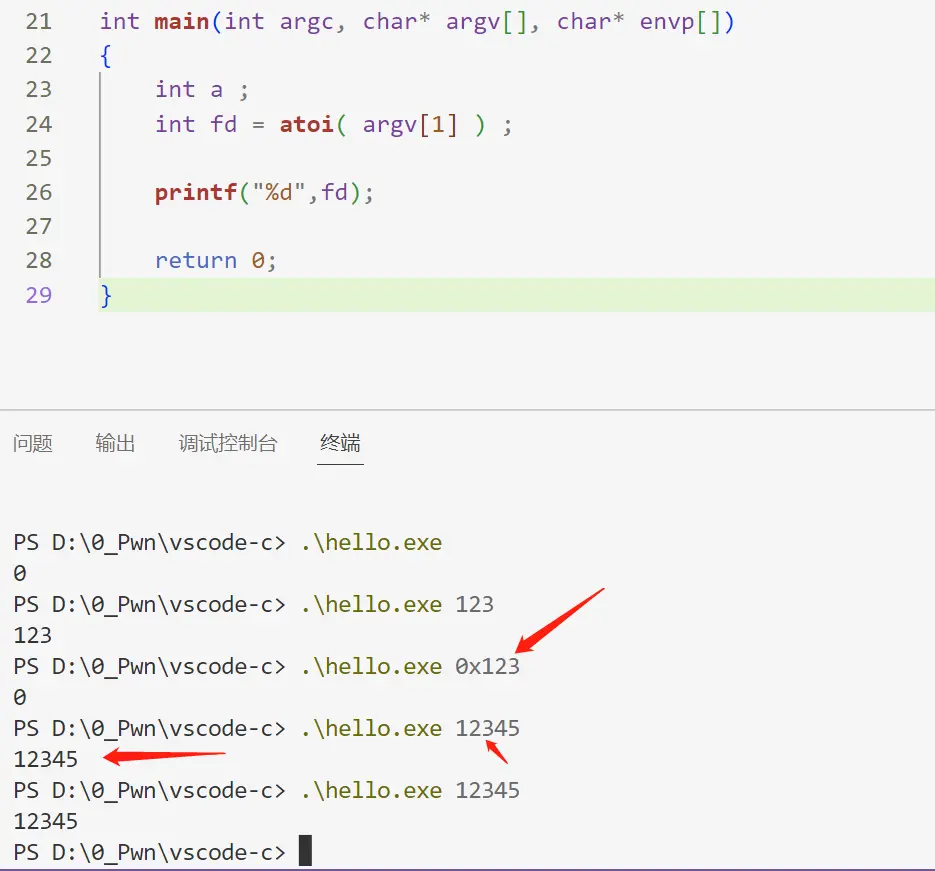 21 int main(int argc, char* argv[], char* envp[])
22 {
23 int a ;
24 int fd = atoi( argv[1] ) ;
25
26 printf("%d",fd);
27
28 return 0;
29 }
问题 输出 调试控制台 终端
PS D:\0_Pwn\vscode-c> .\hello.exe
0
PS D:\0_Pwn\vscode-c> .\hello.exe 123
123
PS D:\0_Pwn\vscode-c> .\hello.exe 0x123
0
PS D:\0_Pwn\vscode-c> .\hello.exe 12345
12345
PS D:\0_Pwn\vscode-c> .\hello.exe 12345
12345
PS D:\0_Pwn\vscode-c>